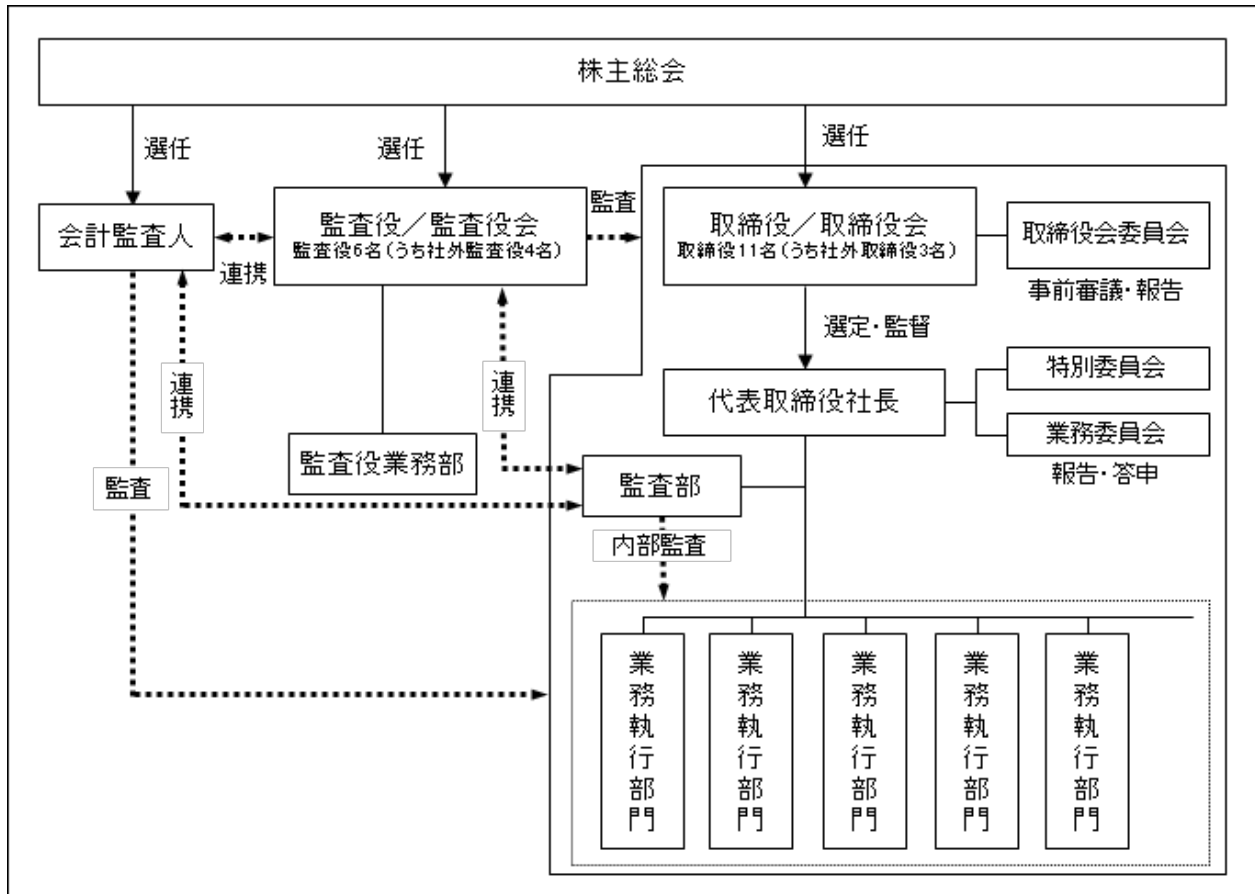 株主総会
選任
選任
選任
会計監査人
連携
監査役／監査役会
監査役6名(うち社外監査役4名)
監査
取締役／取締役会
取締役11名(うち社外取締役3名)
取締役会委員会
事前審議・報告
選定・監督
代表取締役社長
特別委員会
業務委員会
報告・答申
連携
連携
監査役業務部
監査部
監査
内部監査
業務執行部門
業務執行部門
業務執行部門
業務執行部門
業務執行部門